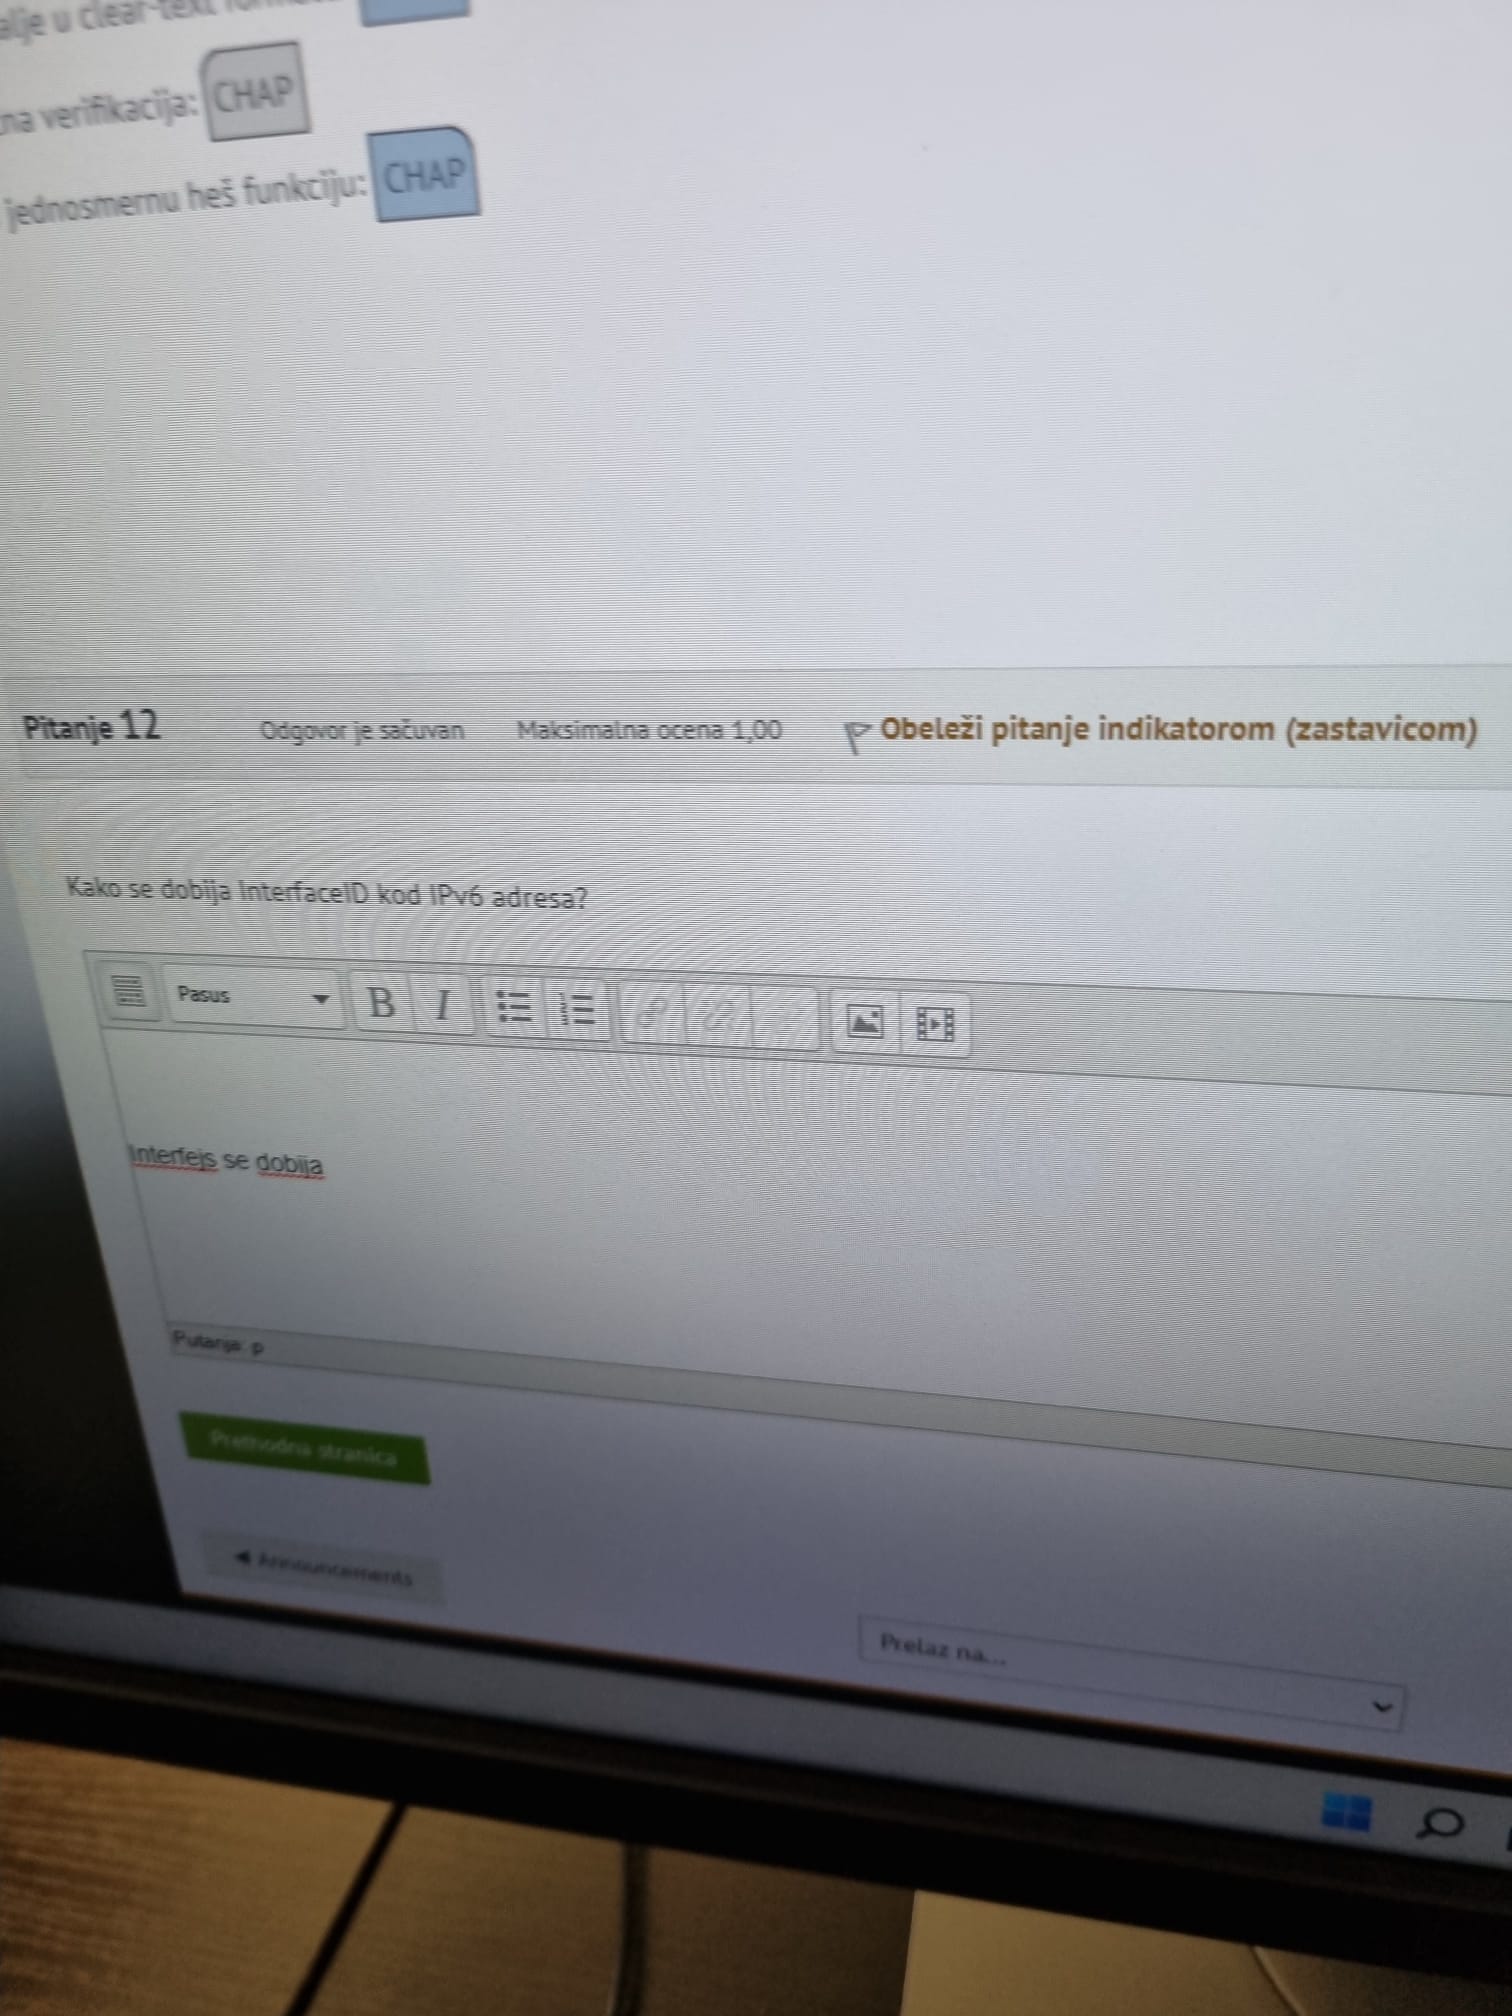 alje u clear-text
verifikacija: CHAP
jednosmernu heš funkciju: CHAP
Pitanje 12 Odgovor je sačuvan Maksimalna ocena 1,00 Obeleži pitanje indikatorom (zastavicom)
Kako se dobija InterfaceID kod IPv6 adresa?
Pasus B I
Interfejs se dobija
Putanja: p
Prethodna stranica
◄ Announcements
Prelaz na...